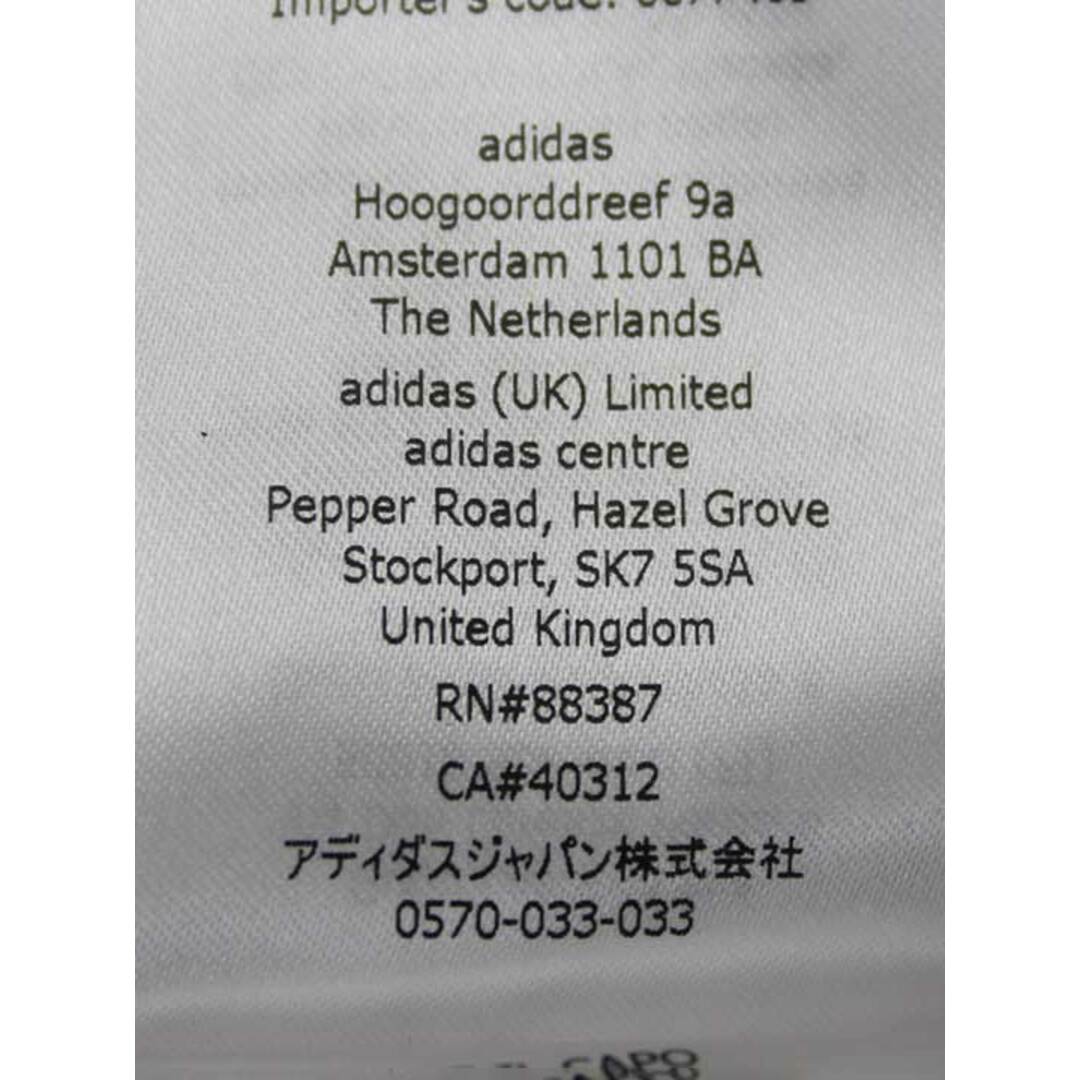 Importer's code:
adidas
Hoogoorddreef 9a
Amsterdam 1101 BA
The Netherlands
adidas (UK) Limited
adidas centre
Pepper Road, Hazel Grove
Stockport, SK7 5SA
United Kingdom
RN#88387
CA#40312
アディダスジャパン株式会社
0570-033-033